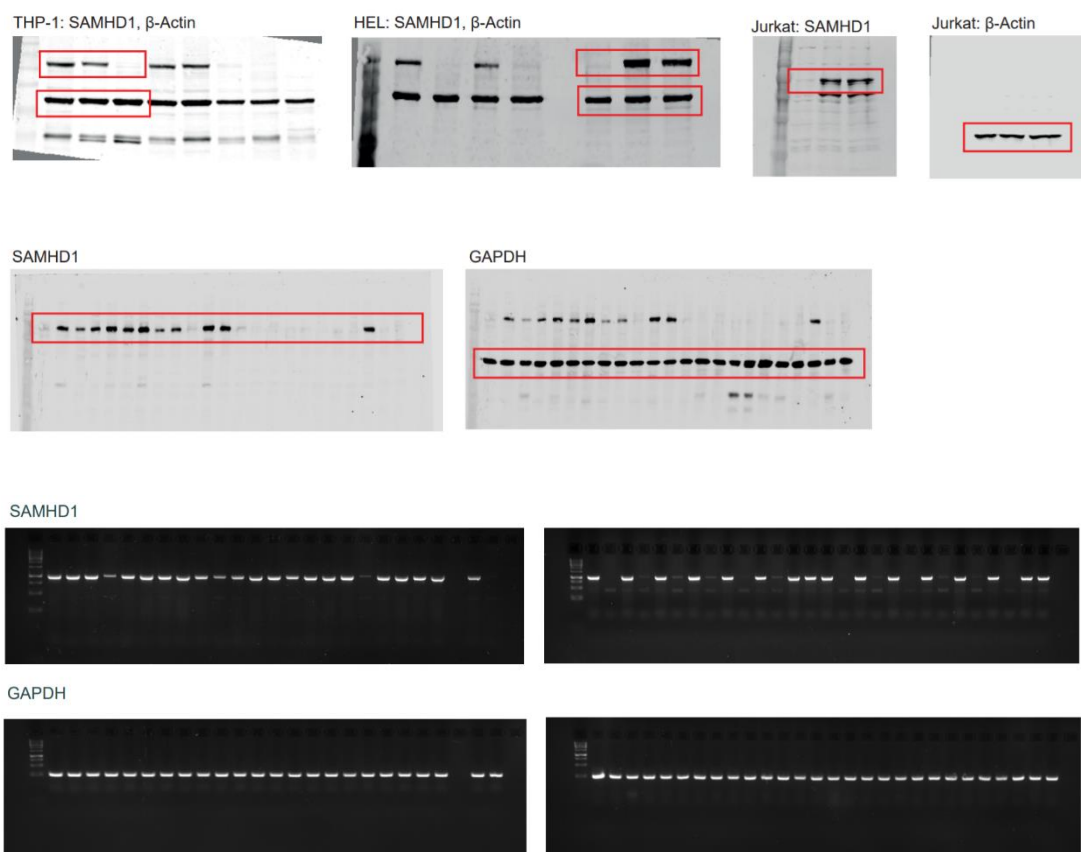 THP-1: SAMHD1, β-Actin
HEL: SAMHD1, β-Actin
Jurkat: SAMHD1
Jurkat: β-Actin
SAMHD1
GAPDH
SAMHD1
GAPDH